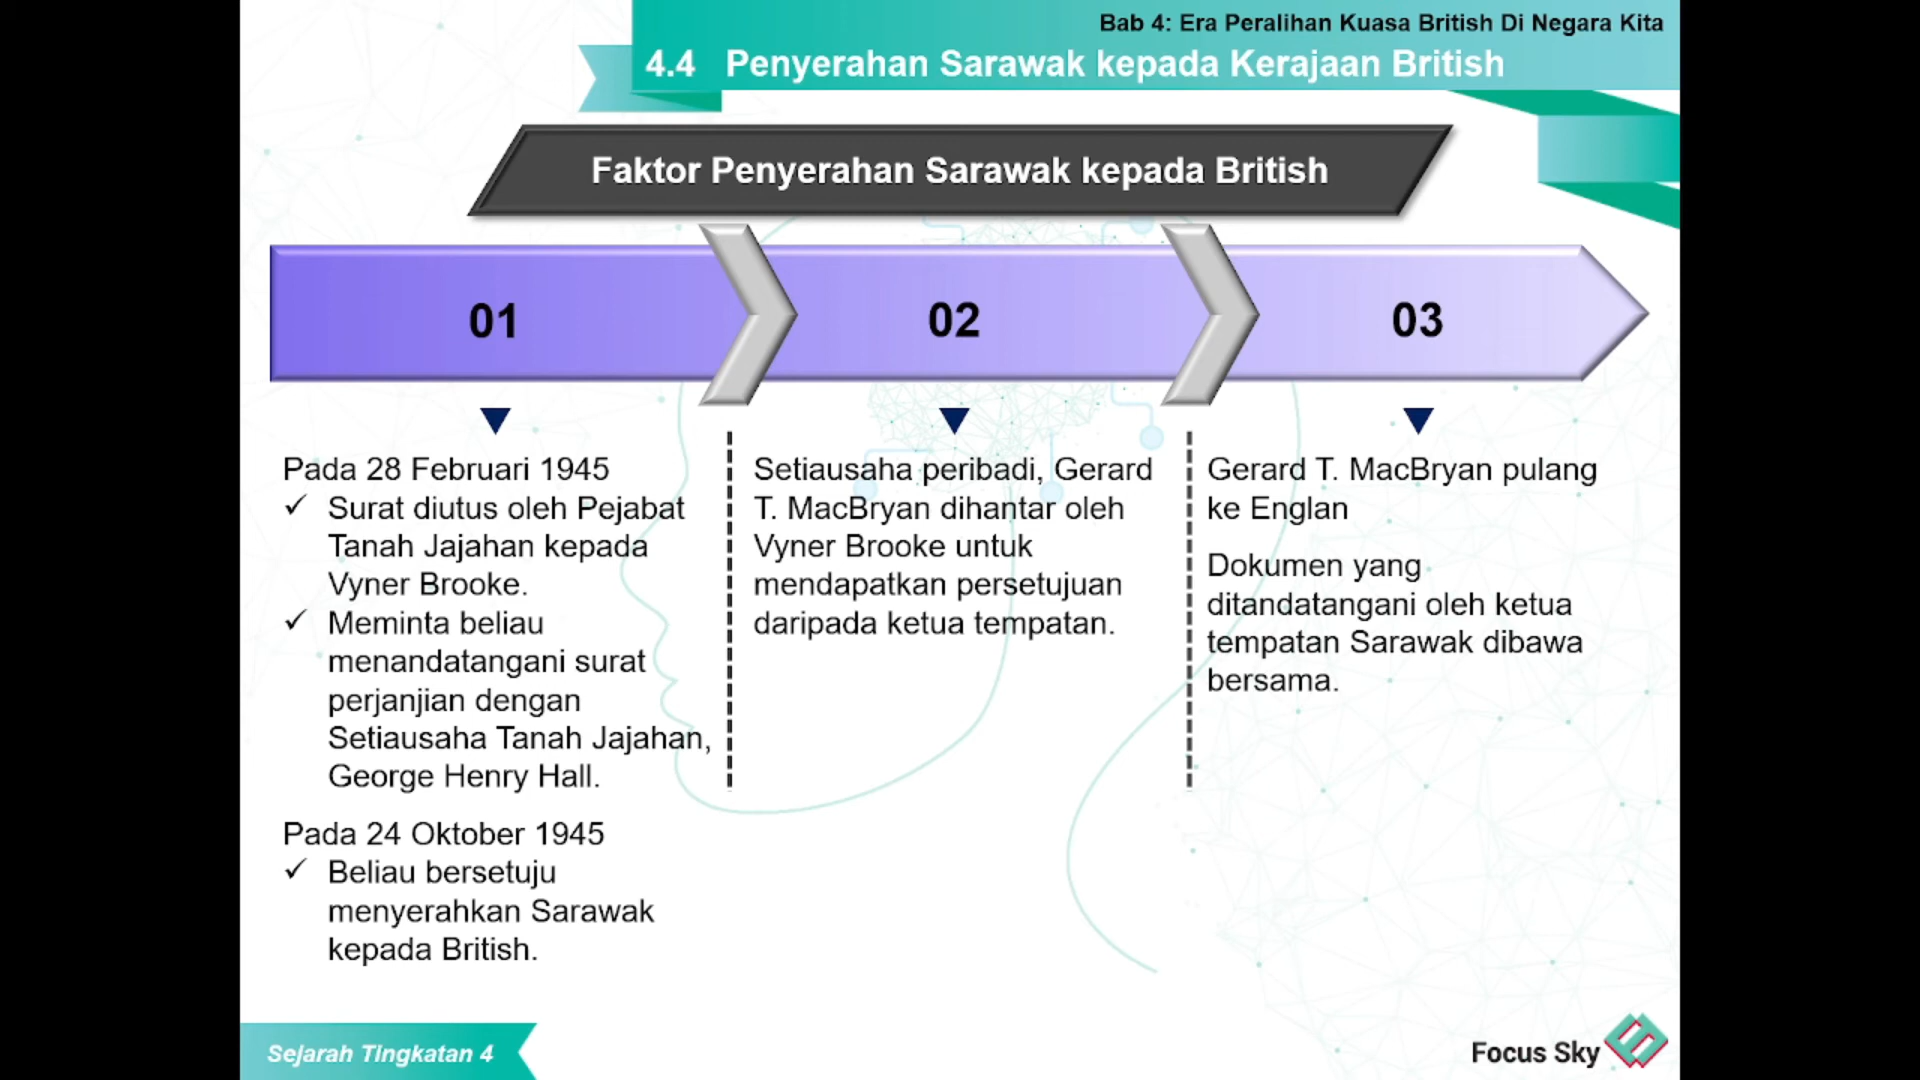 Bab 4: Era Peralihan Kuasa British Di Negara Kita
4.4 Penyerahan Sarawak kepada Kerajaan British
Faktor Penyerahan Sarawak kepada British
01
02
03
Pada 28 Februari 1945
✓ Surat diutus oleh Pejabat
Tanah Jajahan kepada
Vyner Brooke.
✓ Meminta beliau
menandatangani surat
perjanjian dengan
Setiausaha Tanah Jajahan,
George Henry Hall.
Pada 24 Oktober 1945
✓ Beliau bersetuju
menyerahkan Sarawak
kepada British.
Setiausaha peribadi, Gerard
T. MacBryan dihantar oleh
Vyner Brooke untuk
mendapatkan persetujuan
daripada ketua tempatan.
Gerard T. MacBryan pulang
ke Englan
Dokumen yang
ditandatangani oleh ketua
tempatan Sarawak dibawa
bersama.
Sejarah Tingkatan 4
Focus Sky